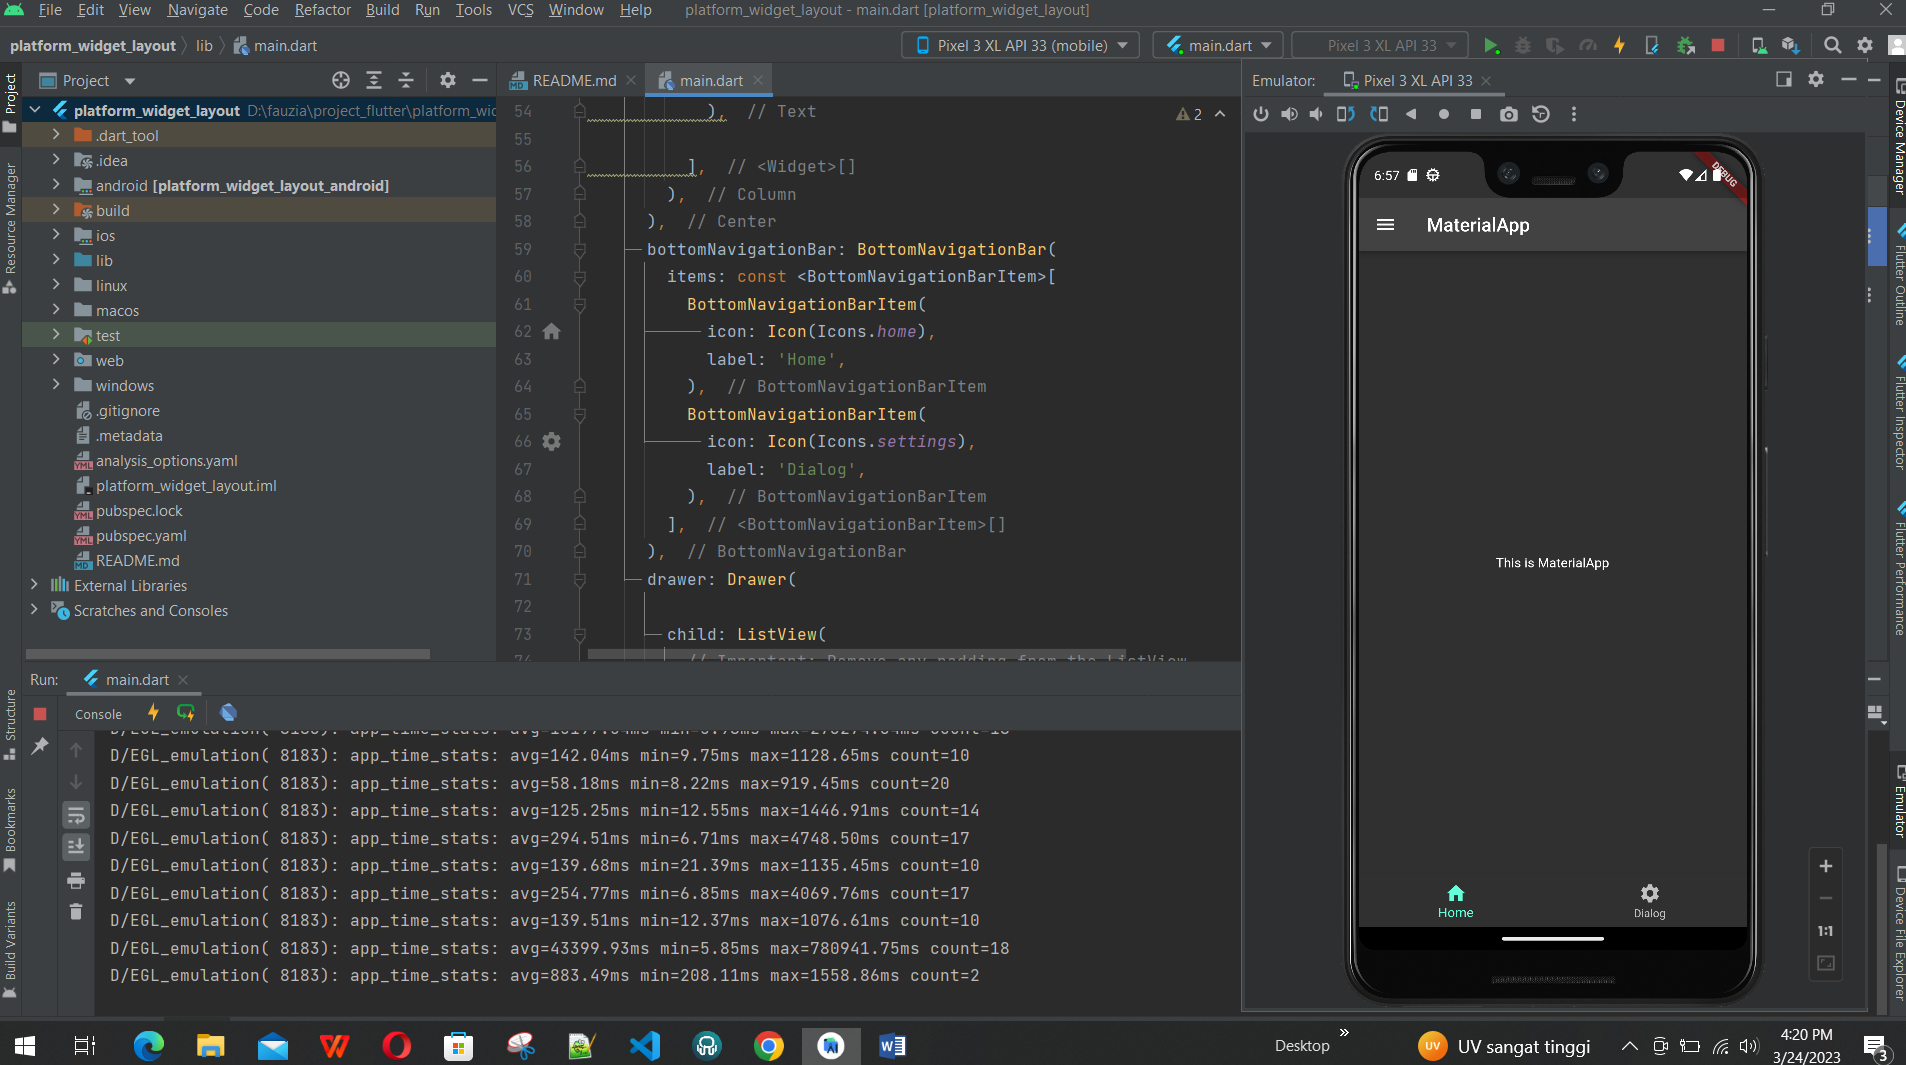 File Edit View Navigate Code Refactor Build Run Tools VCS Window Help platform_widget_layout - main.dart [platform_widget_layout]
platform_widget_layout lib main.dart Pixel 3 XL API 33 (mobile) main.dart Pixel 3 XL API 33
Project
README.md main.dart
Emulator: Pixel 3 XL API 33
platform_widget_layout D:\fauzia\project_flutter\platform_wid
.dart_tool
.idea
android [platform_widget_layout_android]
build
ios
lib
linux
macos
test
web
windows
.gitignore
.metadata
analysis_options.yaml
platform_widget_layout.iml
pubspec.lock
pubspec.yaml
README.md
External Libraries
Scratches and Consoles
54 ), // Text
2
55
56 ], // <Widget>[]
57 ), // Column
58 ), // Center
59 bottomNavigationBar: BottomNavigationBar(
60 items: const <BottomNavigationBarItem>[
61 BottomNavigationBarItem(
62 icon: Icon(Icons.home),
63 label: 'Home',
64 ), // BottomNavigationBarItem
65 BottomNavigationBarItem(
66 icon: Icon(Icons.settings),
67 label: 'Dialog',
68 ), // BottomNavigationBarItem
69 ], // <BottomNavigationBarItem>[]
70 ), // BottomNavigationBar
71 drawer: Drawer(
72
73 child: ListView(
74 // Important: Remove any padding from the ListView
6:57
DEBUG
MaterialApp
This is MaterialApp
Home Dialog
1:1
Project
Resource Manager
Structure
Bookmarks
Build Variants
Device Manager
Flutter Outline
Flutter Inspector
Flutter Performance
Emulator
Device File Explorer
Run: main.dart
Console
D/EGL_emulation( 8183): app_time_stats: avg=142.04ms min=9.75ms max=1128.65ms count=10
D/EGL_emulation( 8183): app_time_stats: avg=58.18ms min=8.22ms max=919.45ms count=20
D/EGL_emulation( 8183): app_time_stats: avg=125.25ms min=12.55ms max=1446.91ms count=14
D/EGL_emulation( 8183): app_time_stats: avg=294.51ms min=6.71ms max=4748.50ms count=17
D/EGL_emulation( 8183): app_time_stats: avg=139.68ms min=21.39ms max=1135.45ms count=10
D/EGL_emulation( 8183): app_time_stats: avg=254.77ms min=6.85ms max=4069.76ms count=17
D/EGL_emulation( 8183): app_time_stats: avg=139.51ms min=12.37ms max=1076.61ms count=10
D/EGL_emulation( 8183): app_time_stats: avg=43399.93ms min=5.85ms max=780941.75ms count=18
D/EGL_emulation( 8183): app_time_stats: avg=883.49ms min=208.11ms max=1558.86ms count=2
Desktop
UV UV sangat tinggi
4:20 PM
3/24/2023
3